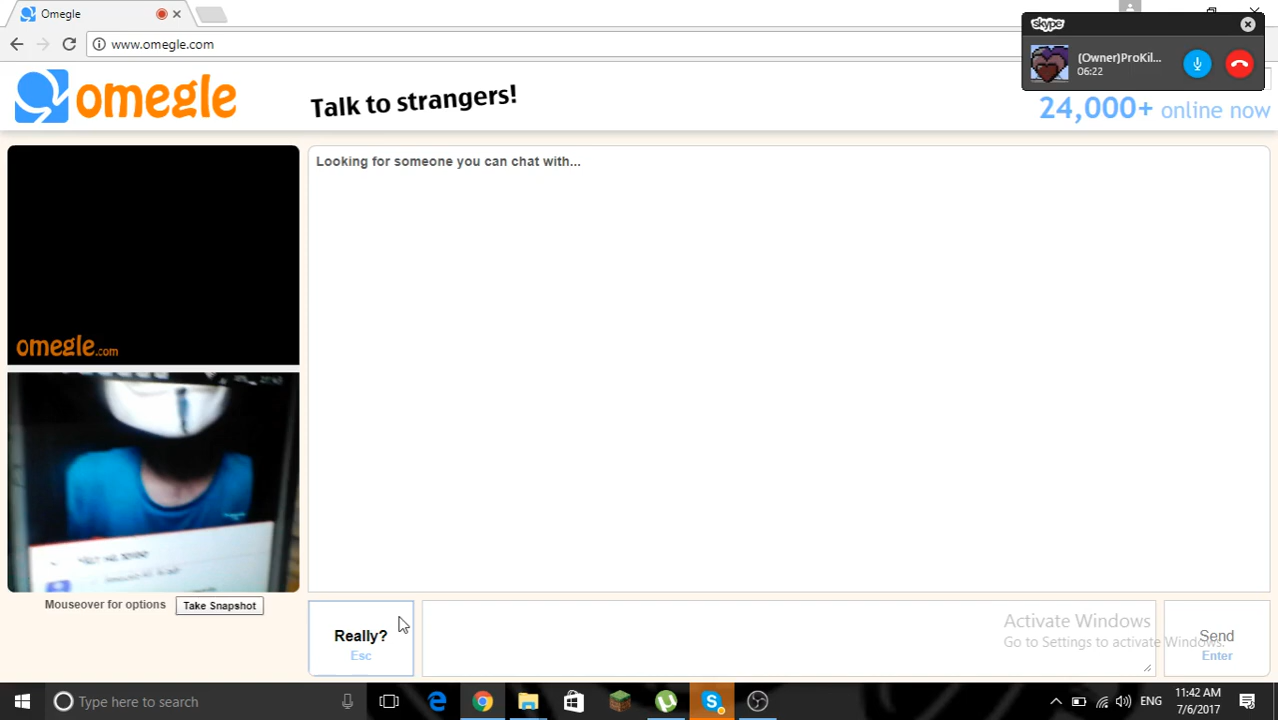 Omegle
www.omegle.com
skype
(Owner)ProKil...
06:22
omegle
Talk to strangers!
24,000+ online now
Looking for someone you can chat with...
omegle.com
Mouseover for options
Take Snapshot
Really?
Esc
Send
Enter
Activate Windows
Go to Settings to activate Windows.
Type here to search
ENG
11:42 AM
7/6/2017